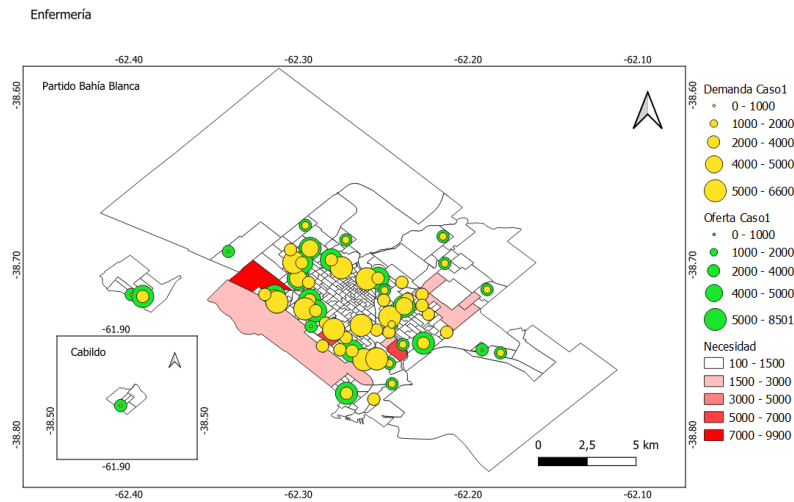 Enfermería
-62.40 -62.30 -62.20 -62.10
-38.60 -38.60
Partido Bahía Blanca
Demanda Caso1
0 - 1000
1000 - 2000
2000 - 4000
4000 - 5000
5000 - 6600
Oferta Caso1
0 - 1000
1000 - 2000
2000 - 4000
4000 - 5000
5000 - 8501
-38.70 -38.70
Necesidad
100 - 1500
1500 - 3000
3000 - 5000
5000 - 7000
7000 - 9900
-61.90
Cabildo
-38.50 -38.50
-61.90
-38.80 -38.80
0 2,5 5 km
-62.40 -62.30 -62.20 -62.10